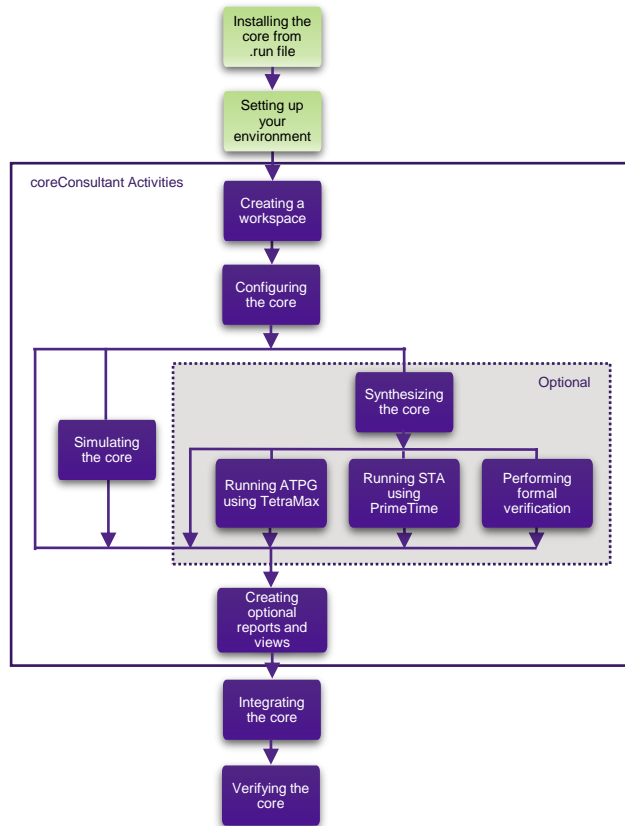 Installing the
core from
.run file
Setting up
your
environment
coreConsultant Activities
Creating a
workspace
Configuring
the core
Optional
Synthesizing
the core
Simulating
the core
Running ATPG
using TetraMax
Running STA
using
PrimeTime
Performing
formal
verification
Creating
optional
reports and
views
Integrating
the core
Verifying the
core